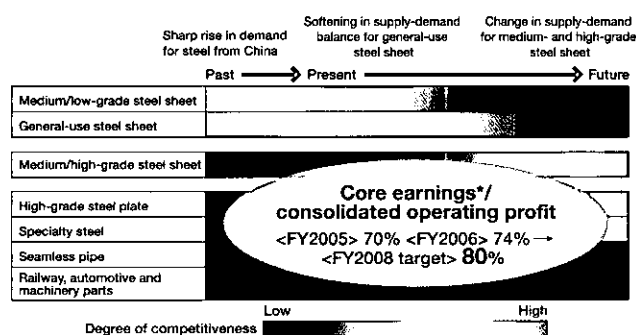 Sharp rise in demand
for steel from China
Softening in supply-demand
balance for general-use
steel sheet
Change in supply-demand
for medium- and high-grade
steel sheet
Past → Present → Future
Medium/low-grade steel sheet
General-use steel sheet
Medium/high-grade steel sheet
High-grade steel plate
Specialty steel
Seamless pipe
Railway, automotive and
machinery parts
Core earnings*/
consolidated operating profit
<FY2005> 70% <FY2006> 74% →
<FY2008 target> 80%
Low High
Degree of competitiveness